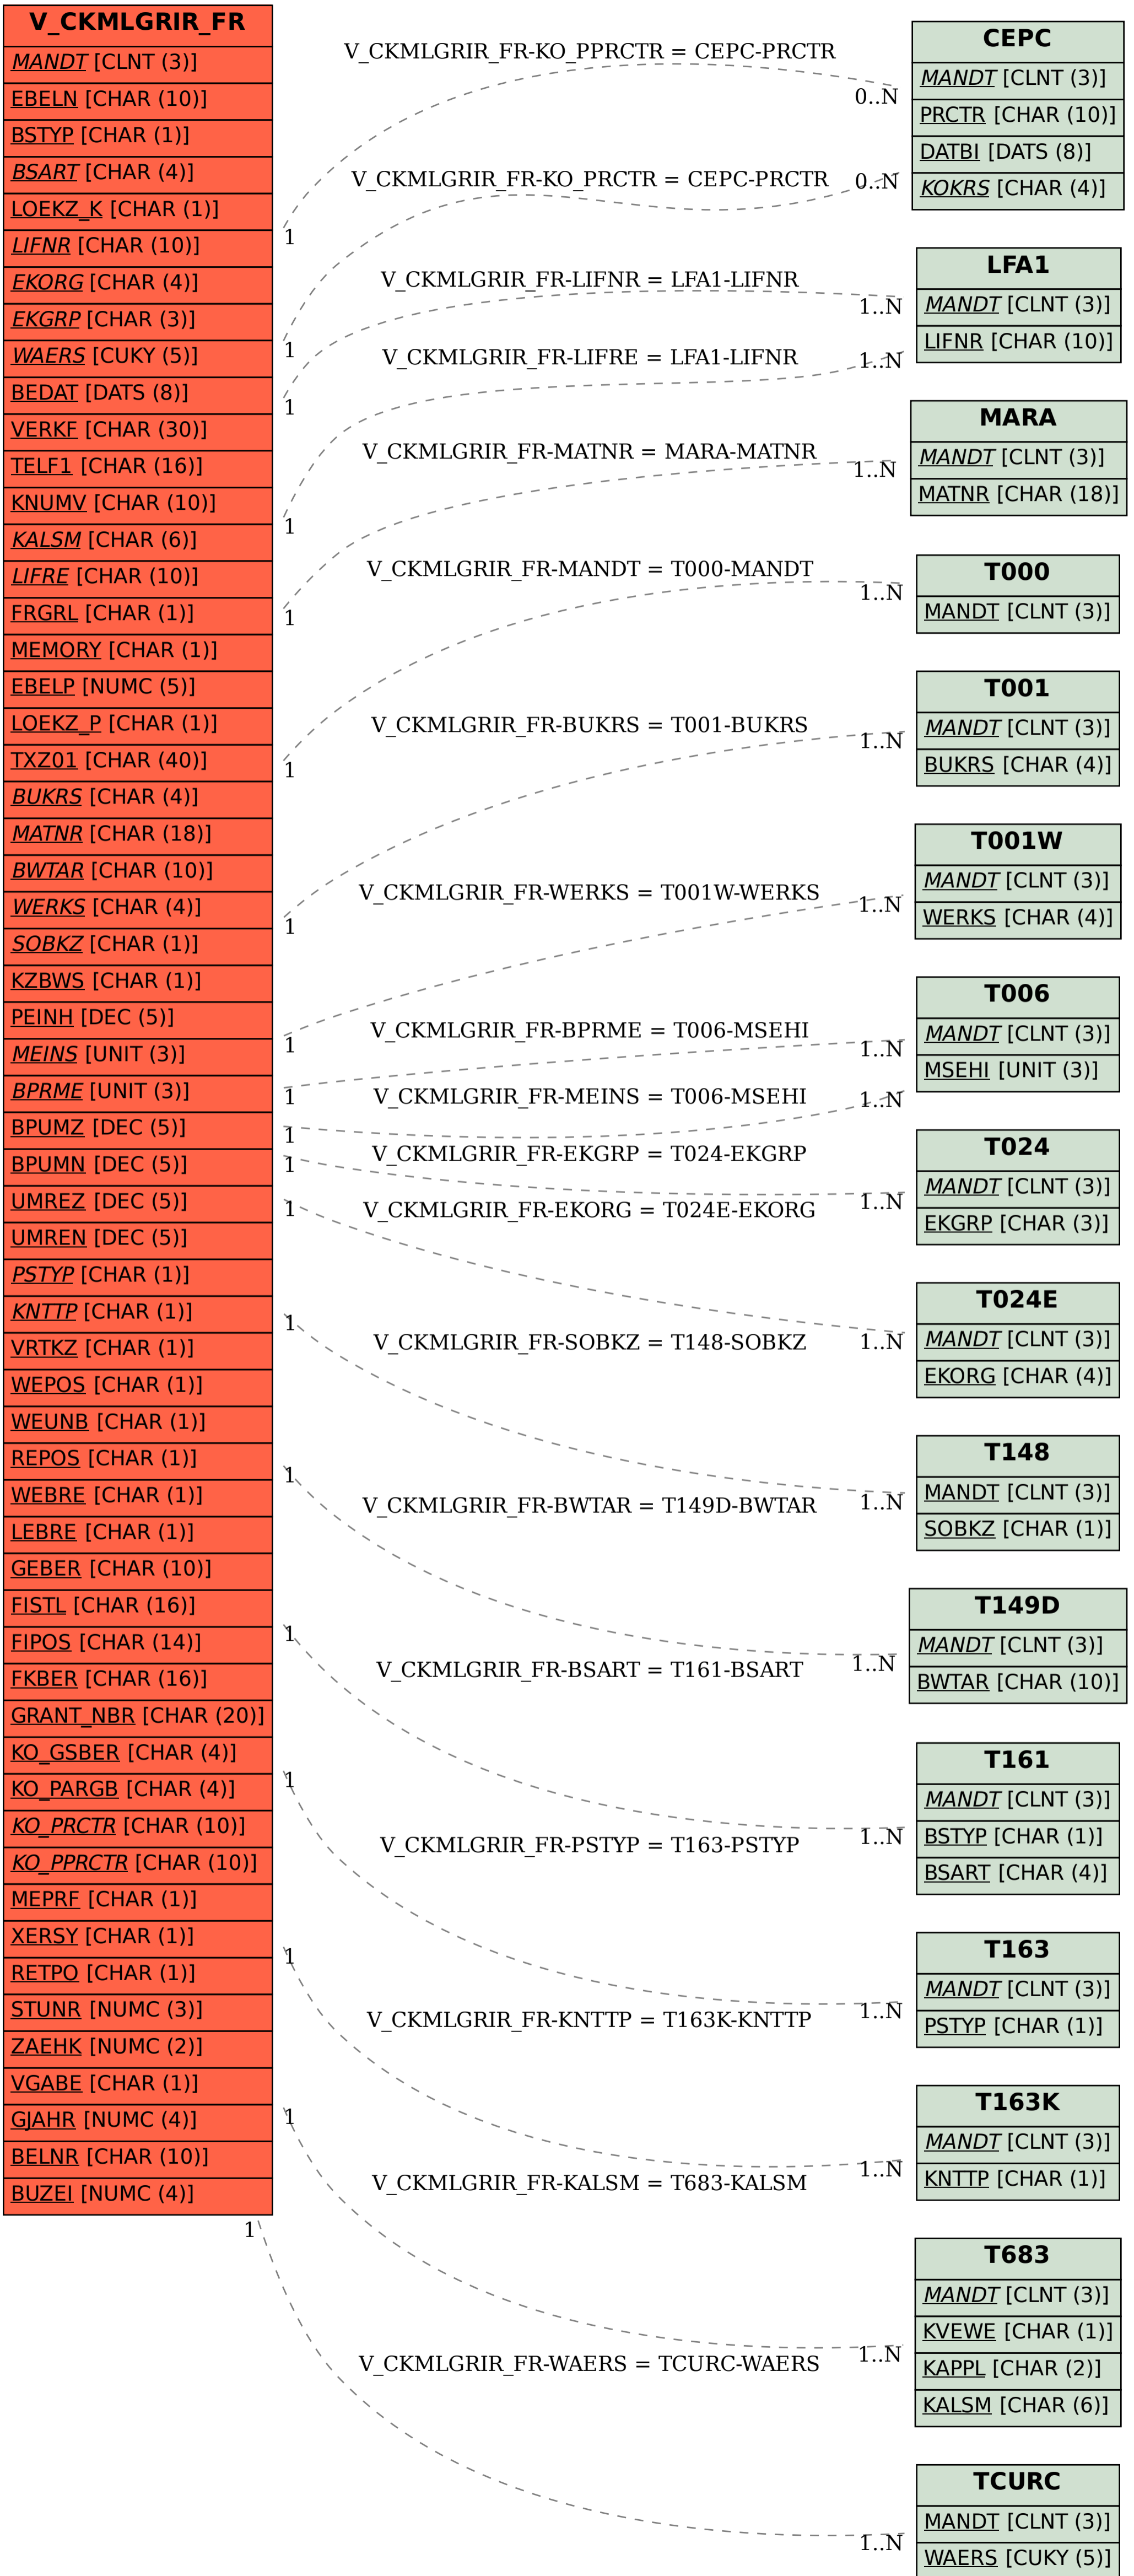 V_CKMLGRIR_FR
MANDT [CLNT (3)]
EBELN [CHAR (10)]
BSTYP [CHAR (1)]
BSART [CHAR (4)]
LOEKZ_K [CHAR (1)]
LIFNR [CHAR (10)]
EKORG [CHAR (4)]
EKGRP [CHAR (3)]
WAERS [CUKY (5)]
BEDAT [DATS (8)]
VERKF [CHAR (30)]
TELF1 [CHAR (16)]
KNUMV [CHAR (10)]
KALSM [CHAR (6)]
LIFRE [CHAR (10)]
FRGRL [CHAR (1)]
MEMORY [CHAR (1)]
EBELP [NUMC (5)]
LOEKZ_P [CHAR (1)]
TXZ01 [CHAR (40)]
BUKRS [CHAR (4)]
MATNR [CHAR (18)]
BWTAR [CHAR (10)]
WERKS [CHAR (4)]
SOBKZ [CHAR (1)]
KZBWS [CHAR (1)]
PEINH [DEC (5)]
MEINS [UNIT (3)]
BPRME [UNIT (3)]
BPUMZ [DEC (5)]
BPUMN [DEC (5)]
UMREZ [DEC (5)]
UMREN [DEC (5)]
PSTYP [CHAR (1)]
KNTTP [CHAR (1)]
VRTKZ [CHAR (1)]
WEPOS [CHAR (1)]
WEUNB [CHAR (1)]
REPOS [CHAR (1)]
WEBRE [CHAR (1)]
LEBRE [CHAR (1)]
GEBER [CHAR (10)]
FISTL [CHAR (16)]
FIPOS [CHAR (14)]
FKBER [CHAR (16)]
GRANT_NBR [CHAR (20)]
KO_GSBER [CHAR (4)]
KO_PARGB [CHAR (4)]
KO_PRCTR [CHAR (10)]
KO_PPRCTR [CHAR (10)]
MEPRF [CHAR (1)]
XERSY [CHAR (1)]
RETPO [CHAR (1)]
STUNR [NUMC (3)]
ZAEHK [NUMC (2)]
VGABE [CHAR (1)]
GJAHR [NUMC (4)]
BELNR [CHAR (10)]
BUZEI [NUMC (4)]
V_CKMLGRIR_FR-KO_PPRCTR = CEPC-PRCTR
0..N
1
V_CKMLGRIR_FR-KO_PRCTR = CEPC-PRCTR
0..N
1
V_CKMLGRIR_FR-LIFNR = LFA1-LIFNR
1..N
1
V_CKMLGRIR_FR-LIFRE = LFA1-LIFNR
1..N
1
V_CKMLGRIR_FR-MATNR = MARA-MATNR
1..N
1
V_CKMLGRIR_FR-MANDT = T000-MANDT
1..N
1
V_CKMLGRIR_FR-BUKRS = T001-BUKRS
1..N
1
V_CKMLGRIR_FR-WERKS = T001W-WERKS
1..N
1
V_CKMLGRIR_FR-BPRME = T006-MSEHI
1..N
1
V_CKMLGRIR_FR-MEINS = T006-MSEHI
1..N
1
V_CKMLGRIR_FR-EKGRP = T024-EKGRP
1..N
1
V_CKMLGRIR_FR-EKORG = T024E-EKORG
1..N
1
V_CKMLGRIR_FR-SOBKZ = T148-SOBKZ
1..N
1
V_CKMLGRIR_FR-BWTAR = T149D-BWTAR
1..N
1
V_CKMLGRIR_FR-BSART = T161-BSART
1..N
1
V_CKMLGRIR_FR-PSTYP = T163-PSTYP
1..N
1
V_CKMLGRIR_FR-KNTTP = T163K-KNTTP
1..N
1
V_CKMLGRIR_FR-KALSM = T683-KALSM
1..N
1
V_CKMLGRIR_FR-WAERS = TCURC-WAERS
1..N
1
CEPC
MANDT [CLNT (3)]
PRCTR [CHAR (10)]
DATBI [DATS (8)]
KOKRS [CHAR (4)]
LFA1
MANDT [CLNT (3)]
LIFNR [CHAR (10)]
MARA
MANDT [CLNT (3)]
MATNR [CHAR (18)]
T000
MANDT [CLNT (3)]
T001
MANDT [CLNT (3)]
BUKRS [CHAR (4)]
T001W
MANDT [CLNT (3)]
WERKS [CHAR (4)]
T006
MANDT [CLNT (3)]
MSEHI [UNIT (3)]
T024
MANDT [CLNT (3)]
EKGRP [CHAR (3)]
T024E
MANDT [CLNT (3)]
EKORG [CHAR (4)]
T148
MANDT [CLNT (3)]
SOBKZ [CHAR (1)]
T149D
MANDT [CLNT (3)]
BWTAR [CHAR (10)]
T161
MANDT [CLNT (3)]
BSTYP [CHAR (1)]
BSART [CHAR (4)]
T163
MANDT [CLNT (3)]
PSTYP [CHAR (1)]
T163K
MANDT [CLNT (3)]
KNTTP [CHAR (1)]
T683
MANDT [CLNT (3)]
KVEWE [CHAR (1)]
KAPPL [CHAR (2)]
KALSM [CHAR (6)]
TCURC
MANDT [CLNT (3)]
WAERS [CUKY (5)]